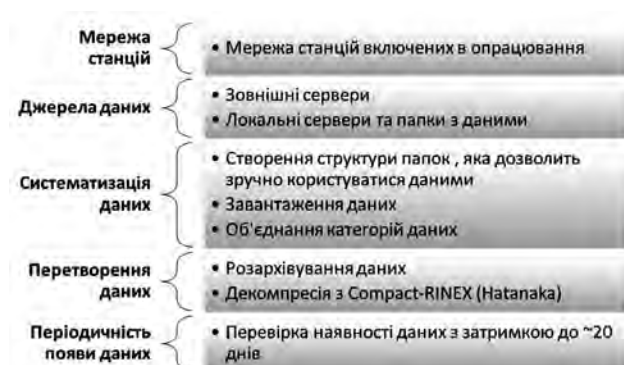 Мережа
станцій
• Мережа станцій включених в опрацювання
Джерела даних
• Зовнішні сервери
• Локальні сервери та папки з даними
Систематизація
даних
• Створення структури папок , яка дозволить
зручно користуватися даними
• Завантаження даних
• Об'єднання категорій даних
Перетворення
даних
• Розархівування даних
• Декомпресія з Compact-RINEX (Hatanaka)
Періодичність
появи даних
• Перевірка наявності даних з затримкою до ~20
днів